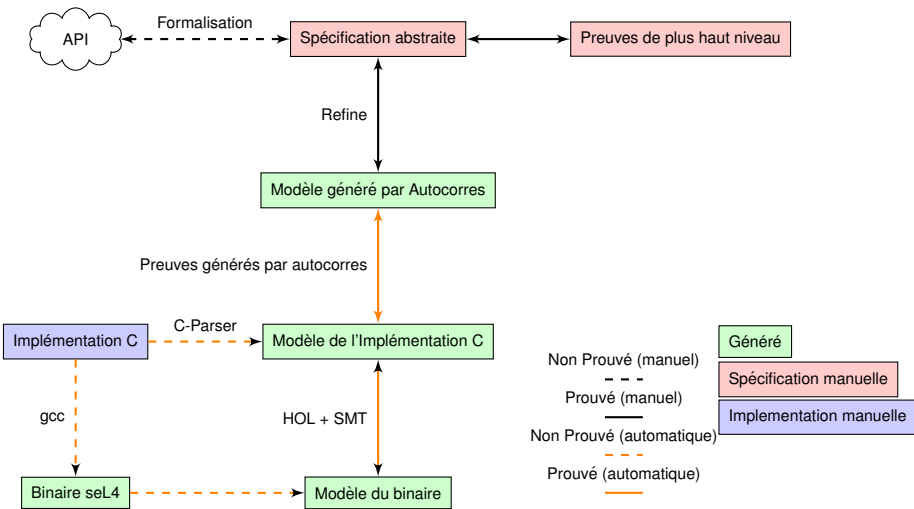 Formalisation
API
Spécification abstraite
Preuves de plus haut niveau
Refine
Modèle généré par Autocorres
Preuves générés par autocorres
C-Parser
Implémentation C
Modèle de l'Implémentation C
gcc
HOL + SMT
Binaire seL4
Modèle du binaire
Non Prouvé (manuel)
Prouvé (manuel)
Non Prouvé (automatique)
Prouvé (automatique)
Généré
Spécification manuelle
Implementation manuelle